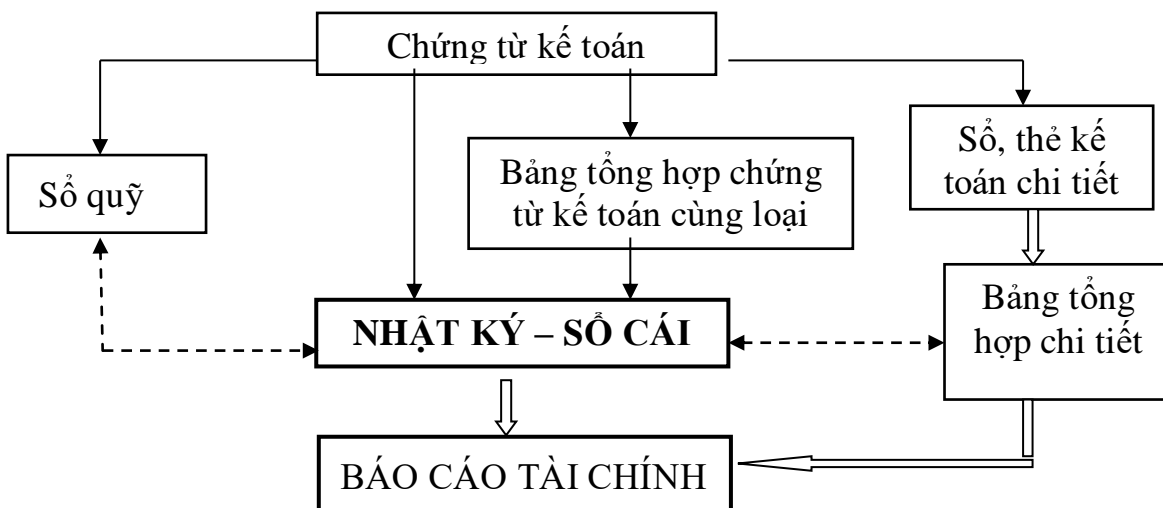 Chứng từ kế toán
Sổ quỹ
Bảng tổng hợp chứng
từ kế toán cùng loại
Sổ, thẻ kế
toán chi tiết
NHẬT KÝ – SỔ CÁI
Bảng tổng
hợp chi tiết
BÁO CÁO TÀI CHÍNH